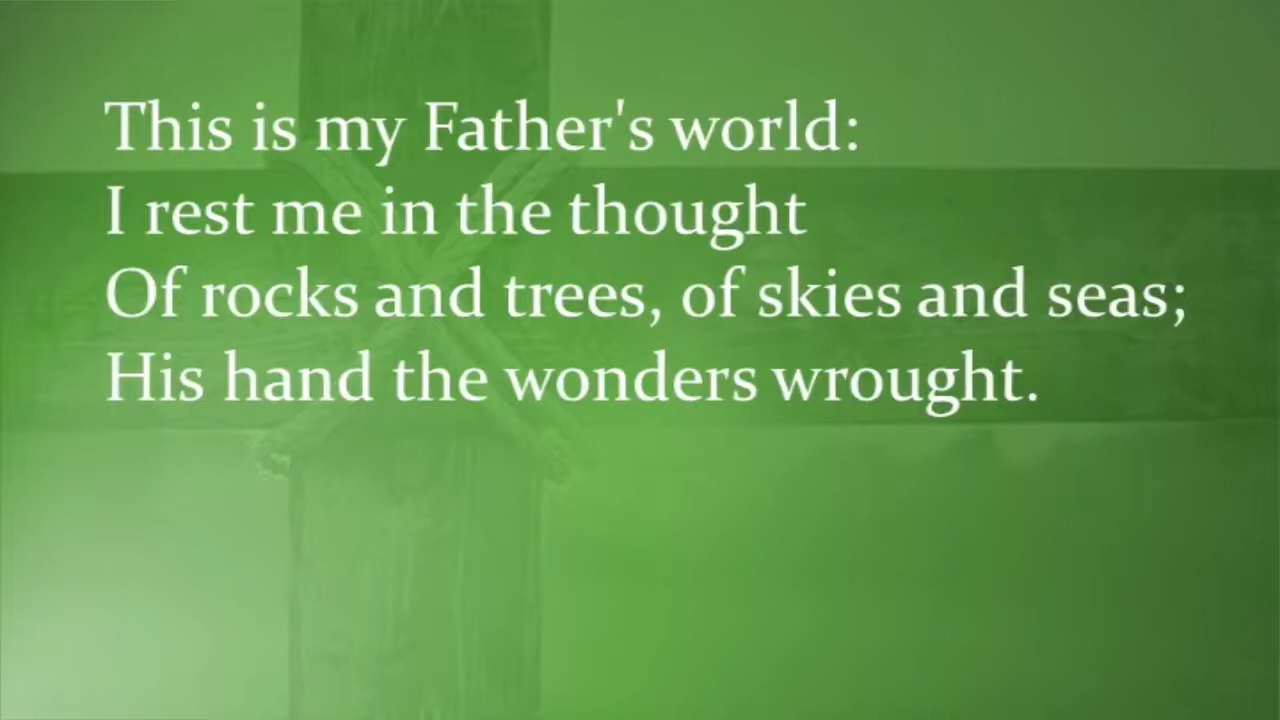 This is my Father's world:
I rest me in the thought
Of rocks and trees, of skies and seas;
His hand the wonders wrought.